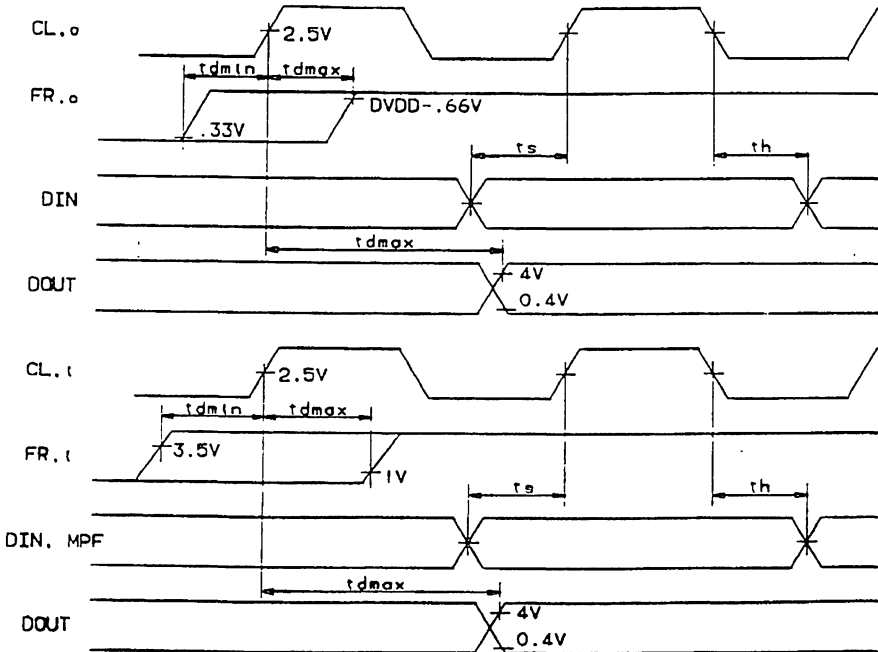 CL.o
2.5V
tdmin
tdmax
FR.o
.33V
DVDD-.66V
ts
th
DIN
tdmax
DOUT
4V
0.4V
CL.i
2.5V
tdmin
tdmax
FR.i
3.5V
1V
ts
th
DIN. MPF
tdmax
DOUT
4V
0.4V